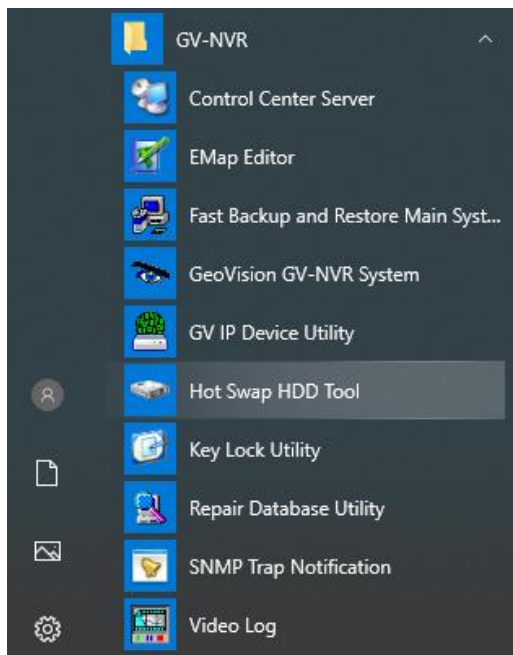 GV-NVR
Control Center Server
EMap Editor
Fast Backup and Restore Main Syst...
GeoVision GV-NVR System
GV IP Device Utility
Hot Swap HDD Tool
Key Lock Utility
Repair Database Utility
SNMP Trap Notification
Video Log